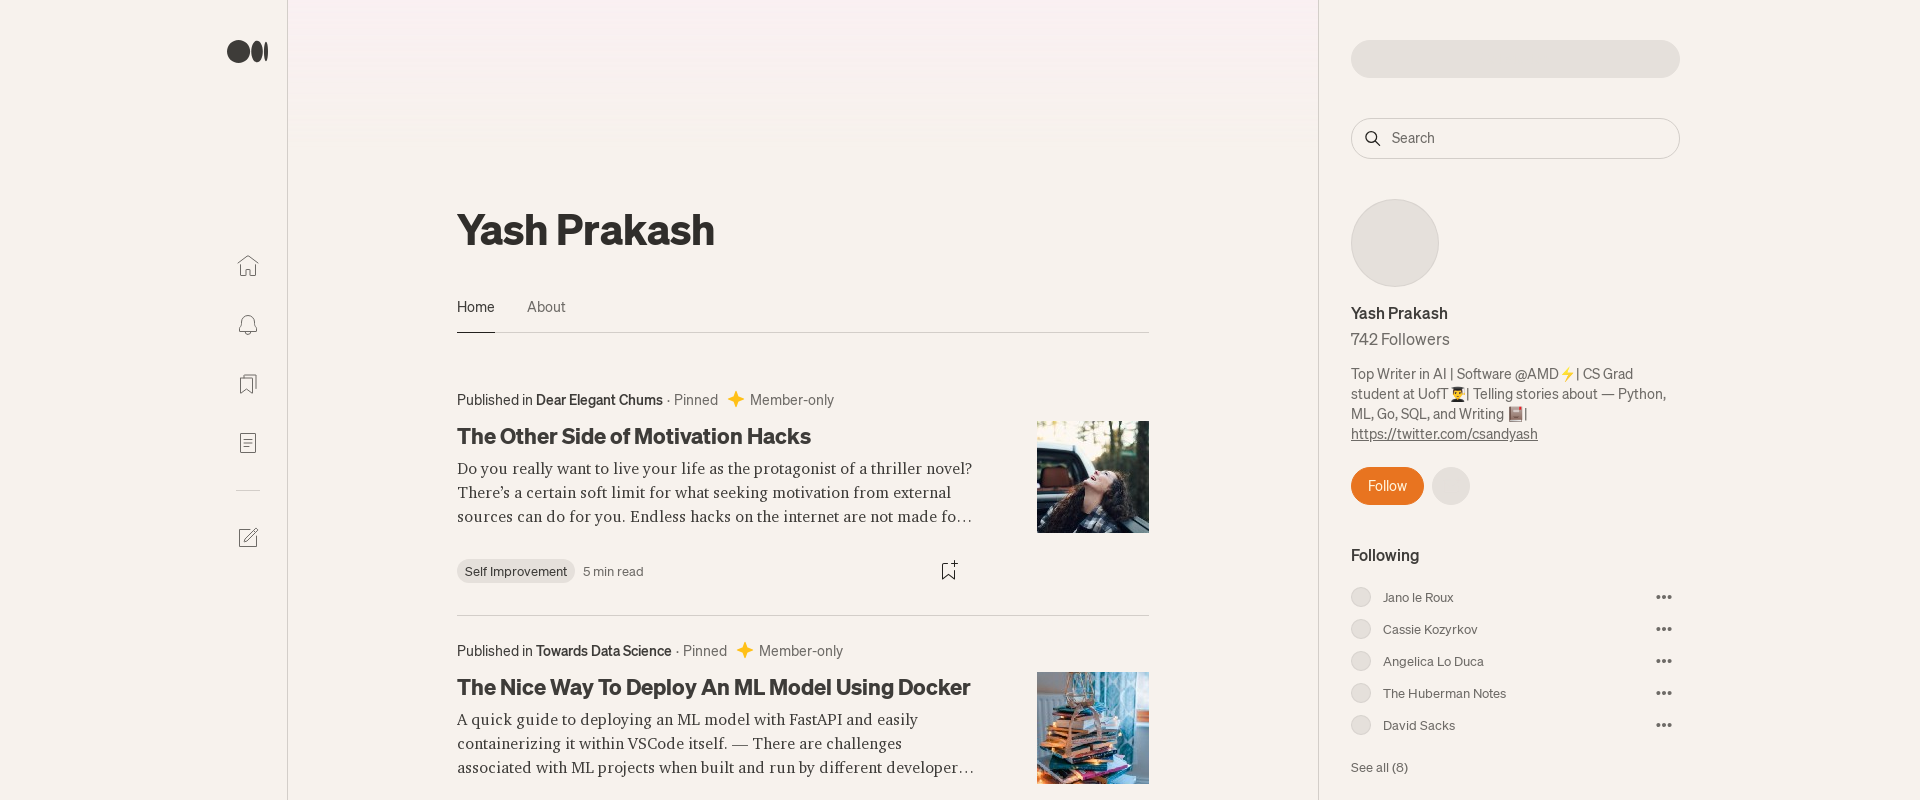 Yash Prakash
Home
About
Published in Dear Elegant Chums · Pinned
Member-only
The Other Side of Motivation Hacks
Do you really want to live your life as the protagonist of a thriller novel?
There’s a certain soft limit for what seeking motivation from external
sources can do for you. Endless hacks on the internet are not made fo…
Self Improvement
5 min read
Published in Towards Data Science · Pinned
Member-only
The Nice Way To Deploy An ML Model Using Docker
A quick guide to deploying an ML model with FastAPI and easily
containerizing it within VSCode itself. — There are challenges
associated with ML projects when built and run by different developer…
Search
Yash Prakash
742 Followers
Top Writer in AI | Software @AMD⚡| CS Grad
student at UofT👨‍🎓| Telling stories about — Python,
ML, Go, SQL, and Writing 📔|
https://twitter.com/csandyash
Follow
Following
Jano le Roux
Cassie Kozyrkov
Angelica Lo Duca
The Huberman Notes
David Sacks
See all (8)